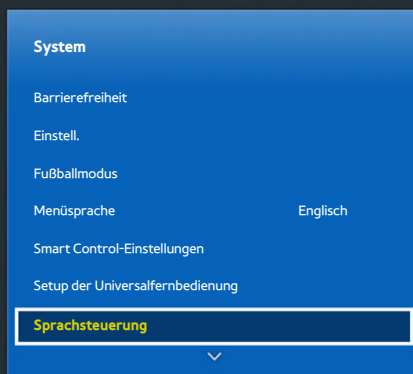 System
Barrierefreiheit
Einstell.
Fußballmodus
Menüsprache Englisch
Smart Control-Einstellungen
Setup der Universalfernbedienung
Sprachsteuerung